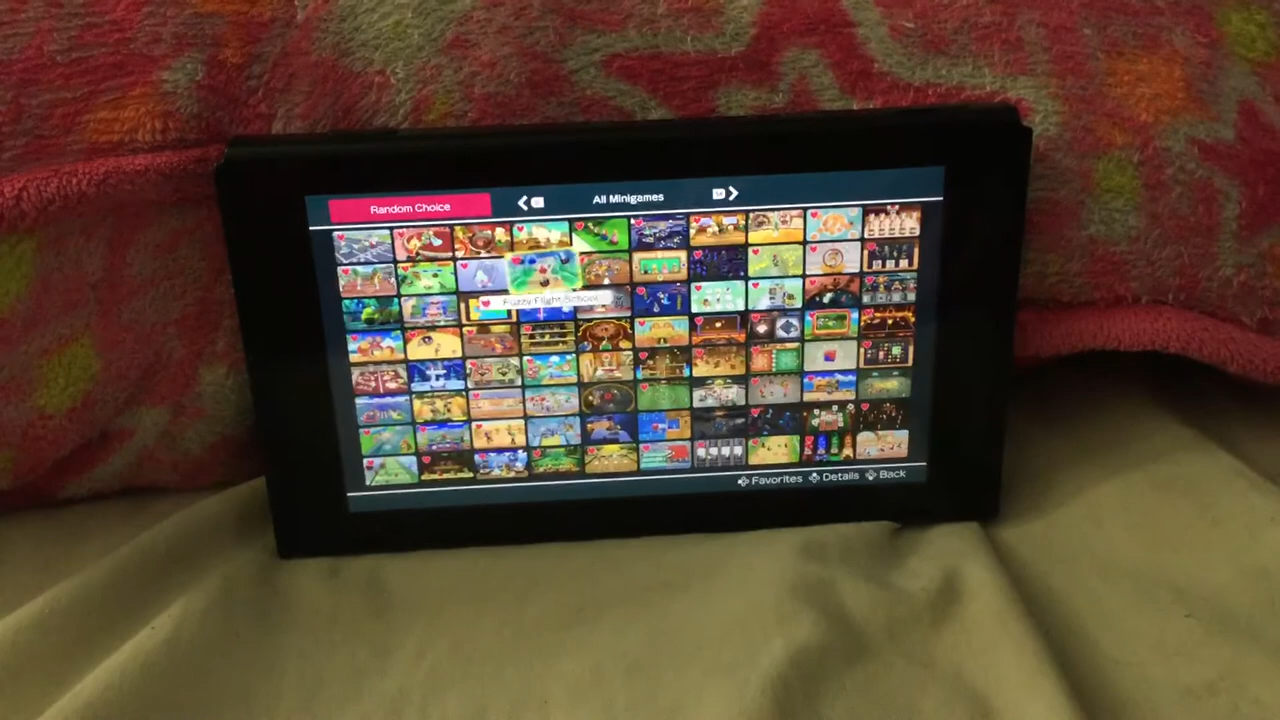 Random Choice
All Minigames
Fuzzy Flight School
Favorites
Details
Back